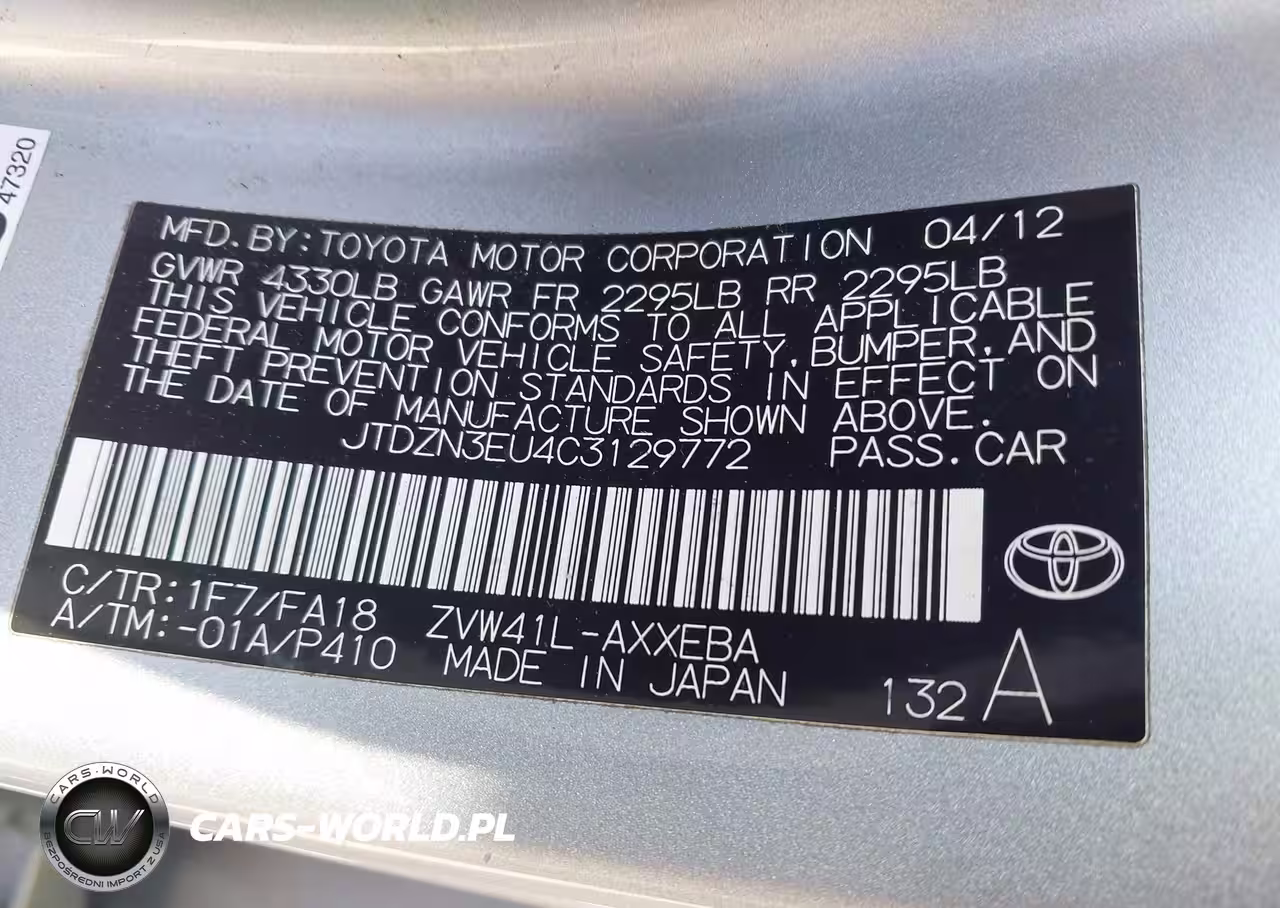 47320
MFD.BY:TOYOTA MOTOR CORPORATION 04/12
GVWR 4330LB GAWR FR 2295LB RR 2295LB
THIS VEHICLE CONFORMS TO ALL APPLICABLE
FEDERAL MOTOR VEHICLE SAFETY, BUMPER, AND
THEFT PREVENTION STANDARDS IN EFFECT ON
THE DATE OF MANUFACTURE SHOWN ABOVE.
JTDZN3EU4C3129772 PASS.CAR
C/TR:1F7/FA18 ZVW41L-AXXEBA
A/TM:-01A/P410 MADE IN JAPAN
132 A
CARS-WORLD
CW
BEZPOŚREDNI IMPORT Z USA
CARS-WORLD.PL